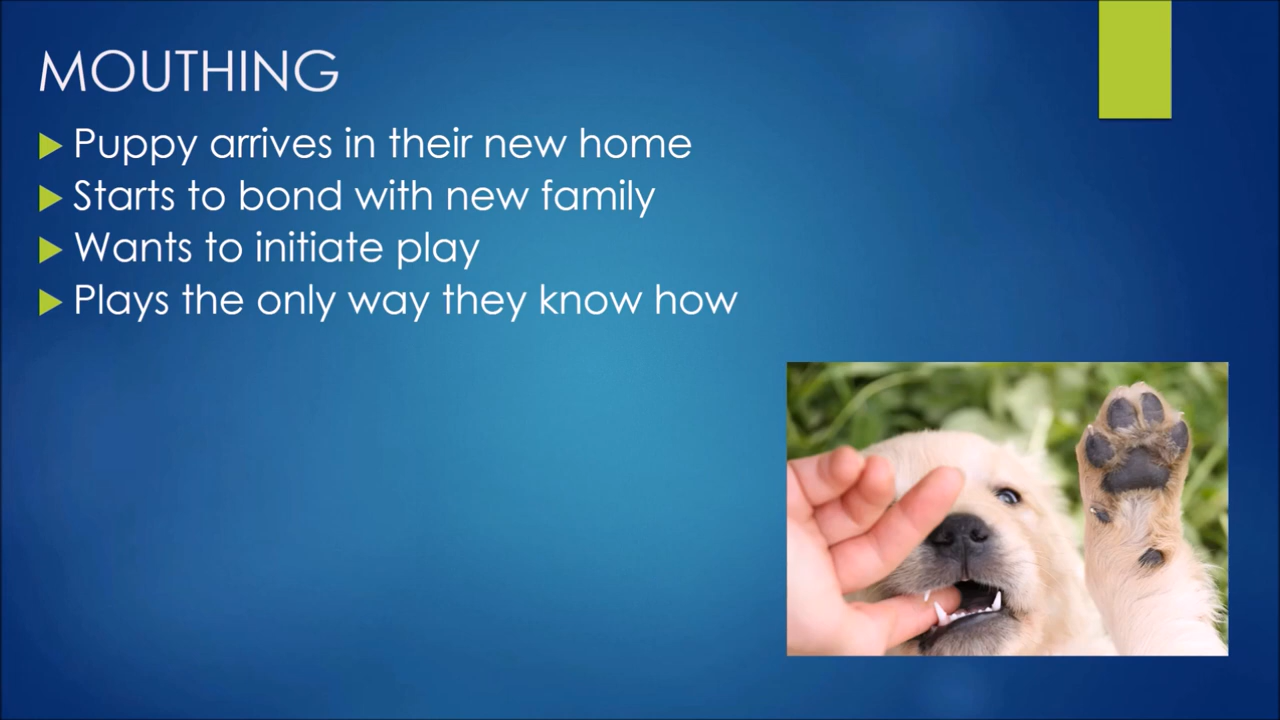 MOUTHING
Puppy arrives in their new home
Starts to bond with new family
Wants to initiate play
Plays the only way they know how